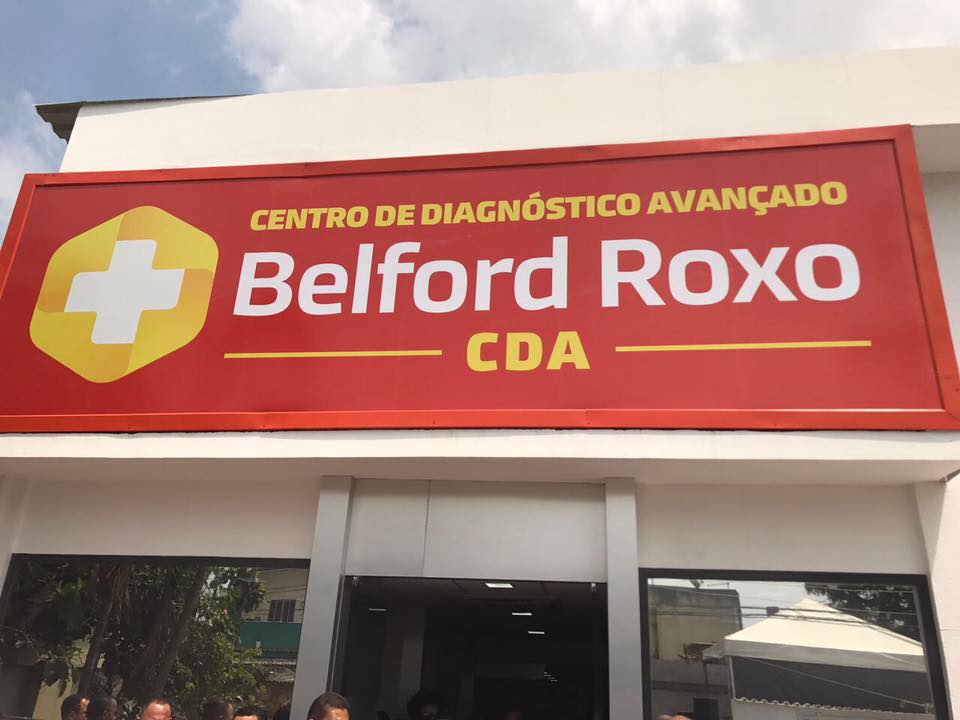 CENTRO DE DIAGNÓSTICO AVANÇADO
Belford Roxo
CDA